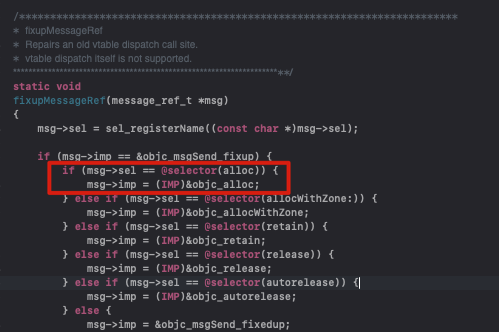 /***********************************************************************
* fixupMessageRef
* Repairs an old vtable dispatch call site.
* vtable dispatch itself is not supported.
**********************************************************************/
static void
fixupMessageRef(message_ref_t *msg)
{
    msg->sel = sel_registerName((const char *)msg->sel);

    if (msg->imp == &objc_msgSend_fixup) {
        if (msg->sel == @selector(alloc)) {
            msg->imp = (IMP)&objc_alloc;
        } else if (msg->sel == @selector(allocWithZone:)) {
            msg->imp = (IMP)&objc_allocWithZone;
        } else if (msg->sel == @selector(retain)) {
            msg->imp = (IMP)&objc_retain;
        } else if (msg->sel == @selector(release)) {
            msg->imp = (IMP)&objc_release;
        } else if (msg->sel == @selector(autorelease)) {
            msg->imp = (IMP)&objc_autorelease;
        } else {
            msg->imp = &objc_msgSend_fixedup;